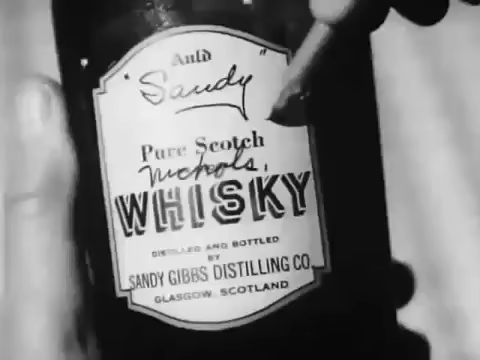 Auld
"Sandy"
Pure Scotch
Nichols,
WHISKY
DISTILLED AND BOTTLED
BY
SANDY GIBBS DISTILLING CO.
GLASGOW, SCOTLAND